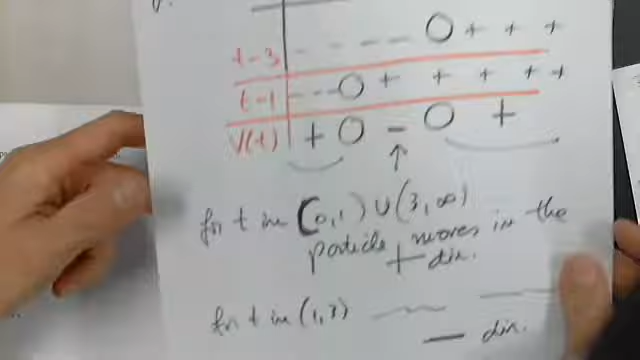 t-3 - - - - 0 + + +
t-1 - - - 0 + + + + +
V(t) + 0 - 0 +
for t in [0,1) U (3,∞)
particle moves in the
+ dir.
for t in (1,3)
— dir.